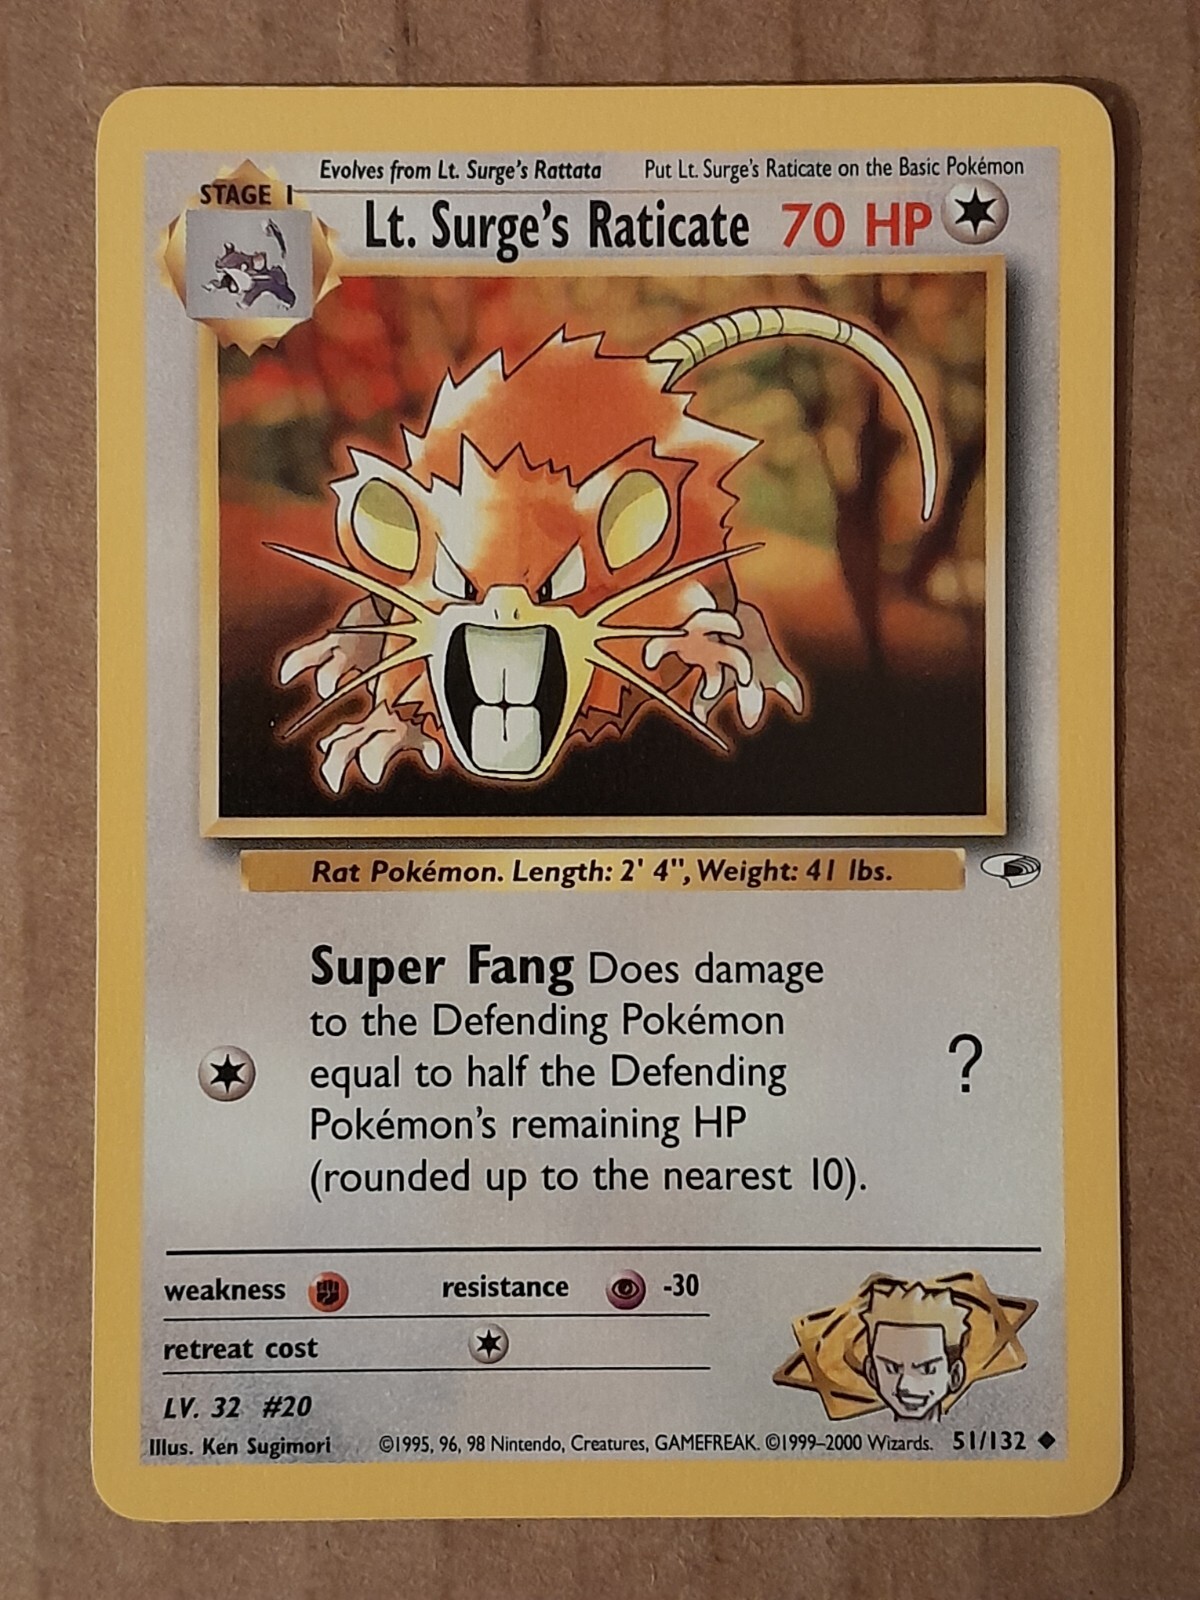 Evolves from Lt. Surge's Rattata Put Lt. Surge's Raticate on the Basic Pokémon
STAGE 1
Lt. Surge's Raticate 70 HP
Rat Pokémon. Length: 2' 4", Weight: 41 lbs.
Super Fang Does damage
to the Defending Pokémon
equal to half the Defending
Pokémon's remaining HP
(rounded up to the nearest 10).
?
weakness resistance -30
retreat cost
LV. 32 #20
Illus. Ken Sugimori ©1995, 96, 98 Nintendo, Creatures, GAMEFREAK. ©1999–2000 Wizards. 51/132